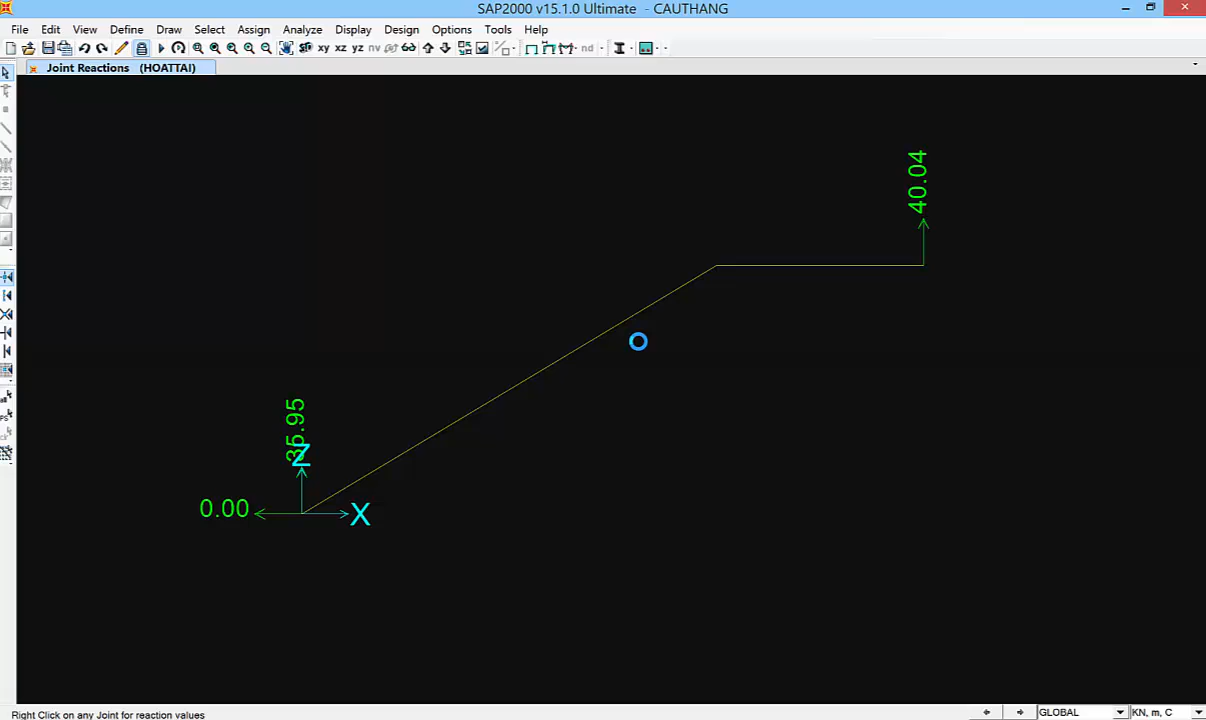 SAP2000 v15.1.0 Ultimate - CAUTHANG
File Edit View Define Draw Select Assign Analyze Display Design Options Tools Help
xy xz yz nv nd
Joint Reactions (HOATTAI)
40.04
35.95
Z
0.00
X
Right Click on any Joint for reaction values
GLOBAL
KN, m, C